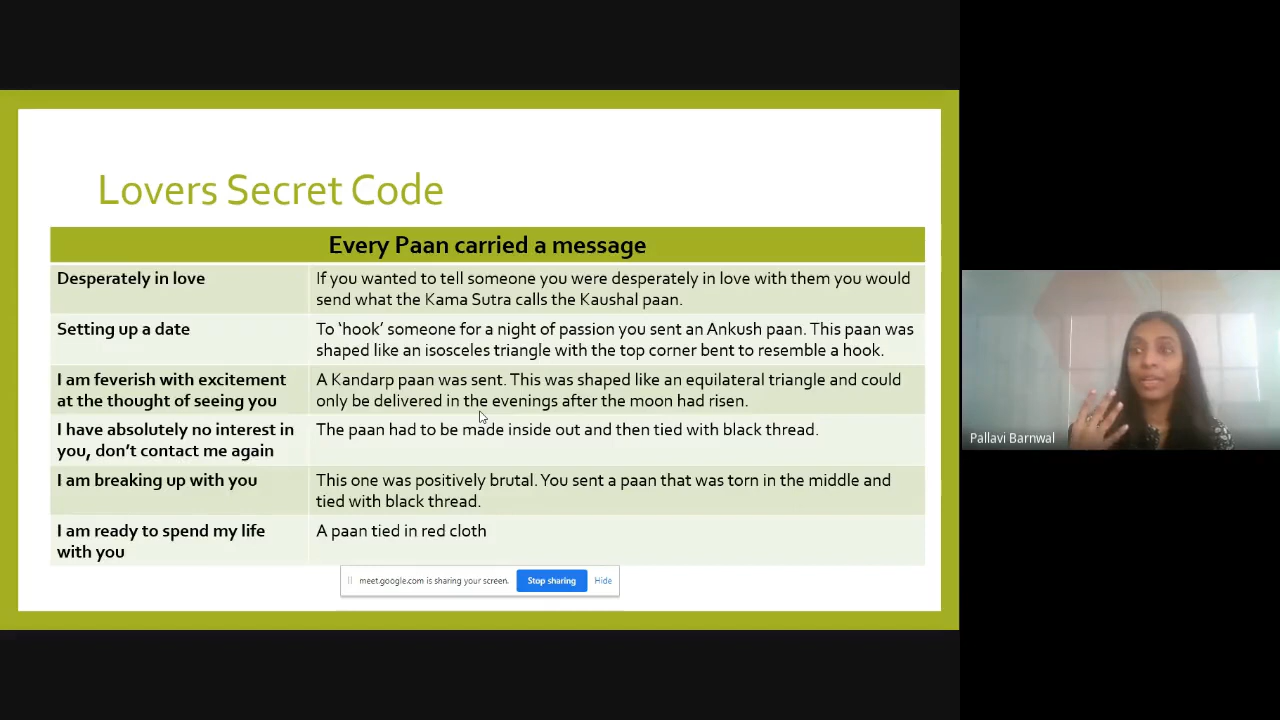 Lovers Secret Code
Every Paan carried a message
Desperately in love
If you wanted to tell someone you were desperately in love with them you would
send what the Kama Sutra calls the Kaushal paan.
Setting up a date
To ‘hook’ someone for a night of passion you sent an Ankush paan. This paan was
shaped like an isosceles triangle with the top corner bent to resemble a hook.
I am feverish with excitement
at the thought of seeing you
A Kandarp paan was sent. This was shaped like an equilateral triangle and could
only be delivered in the evenings after the moon had risen.
I have absolutely no interest in
you, don’t contact me again
The paan had to be made inside out and then tied with black thread.
I am breaking up with you
This one was positively brutal. You sent a paan that was torn in the middle and
tied with black thread.
I am ready to spend my life
with you
A paan tied in red cloth
meet.google.com is sharing your screen.
Stop sharing
Hide
Pallavi Barnwal